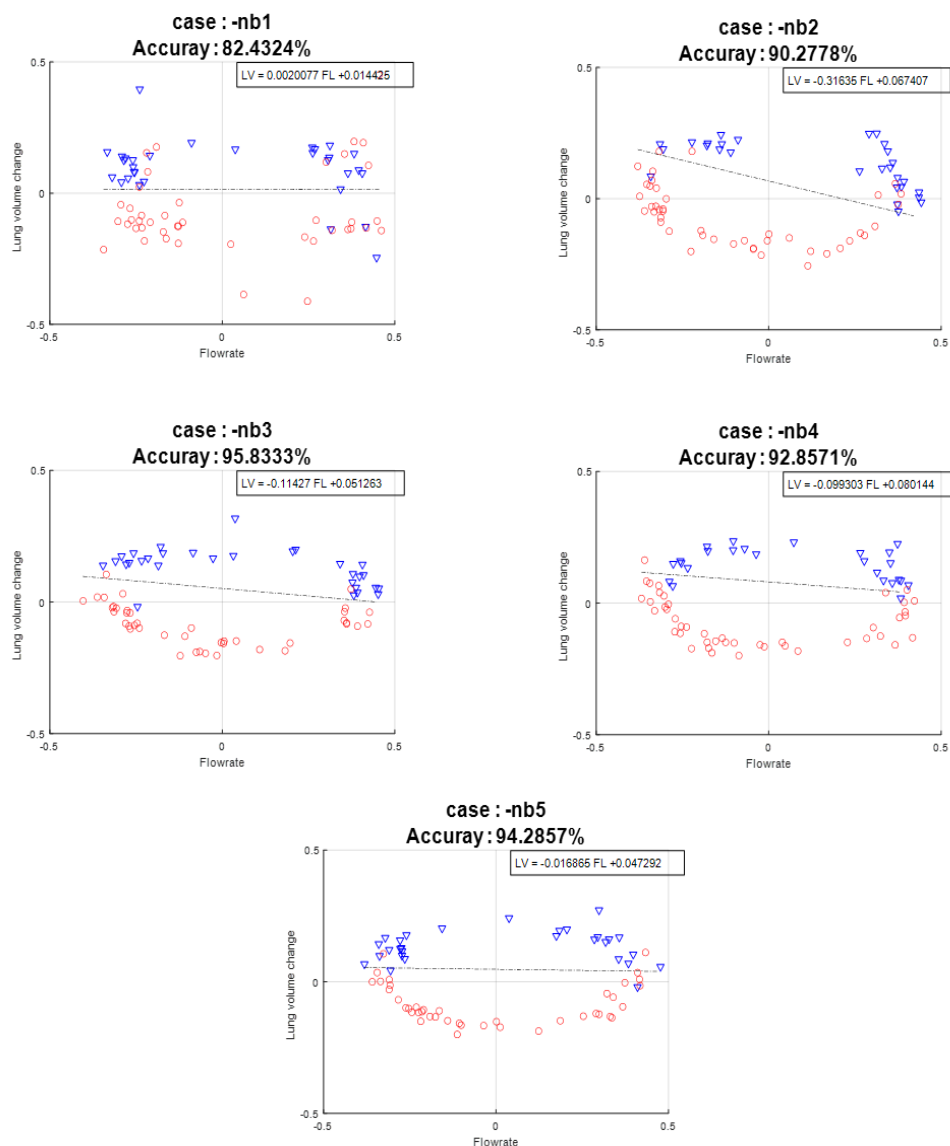 case : -nb1
Accuray : 82.4324%
LV = 0.0020077 FL +0.014425
0.5
0
-0.5
Lung volume change
-0.5
0
0.5
Flowrate
case : -nb2
Accuray : 90.2778%
LV = -0.31635 FL +0.067407
0.5
0
-0.5
Lung volume change
-0.5
0
0.5
Flowrate
case : -nb3
Accuray : 95.8333%
LV = -0.11427 FL +0.051263
0.5
0
-0.5
Lung volume change
-0.5
0
0.5
Flowrate
case : -nb4
Accuray : 92.8571%
LV = -0.099303 FL +0.080144
0.5
0
-0.5
Lung volume change
-0.5
0
0.5
Flowrate
case : -nb5
Accuray : 94.2857%
LV = -0.016865 FL +0.047292
0.5
0
-0.5
Lung volume change
-0.5
0
0.5
Flowrate